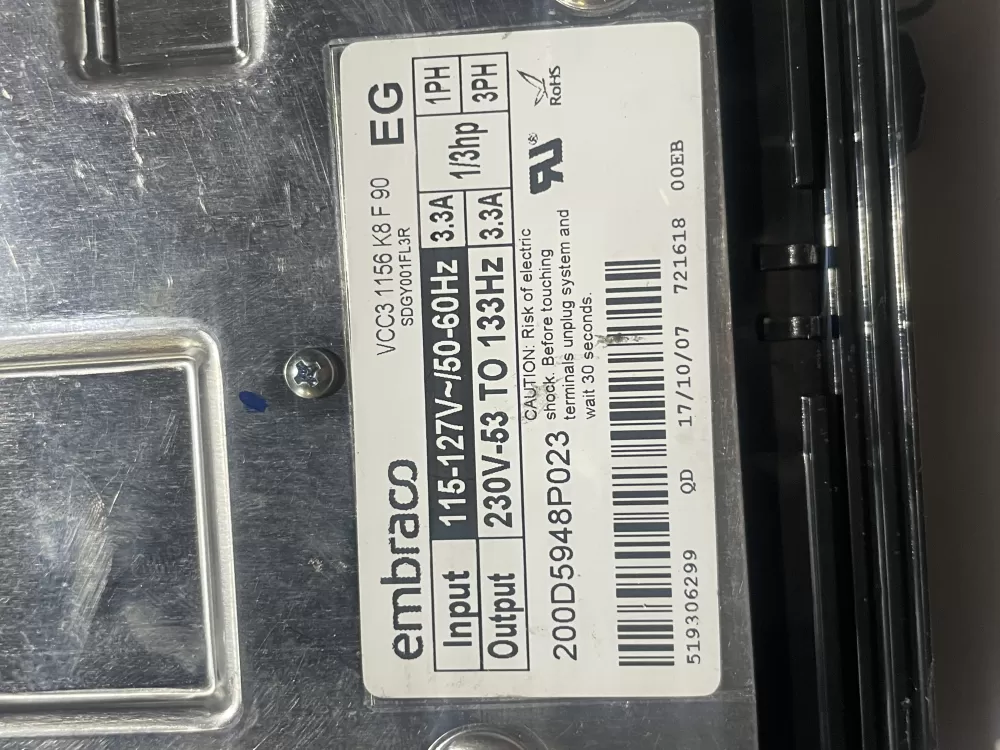 embraco
VCC3 1156 K8 F 90
SDGY001FL3R
EG
Input 115-127V~/50-60Hz 3.3A 1/3hp 1PH
Output 230V-53 TO 133Hz 3.3A 3PH
200D5948P023
CAUTION: Risk of electric
shock. Before touching
terminals unplug system and
wait 30 seconds.
RU®
RoHS
519306299 QD 17/10/07 721618 00EB